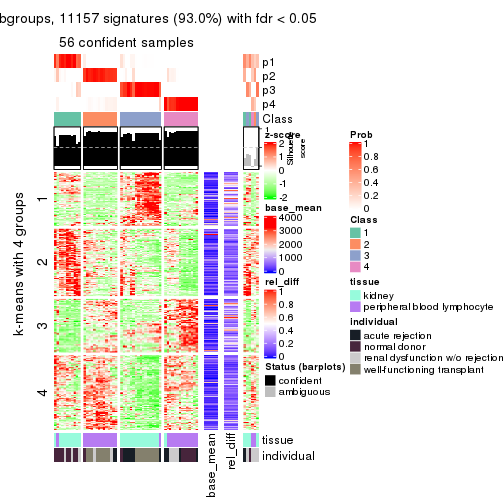 bgroups, 11157 signatures (93.0%) with fdr < 0.05
56 confident samples
p1
p2
p3
p4
Class
1
Silhouette
score
k-means with 4 groups
1
2
3
4
tissue
individual
base_mean
rel_diff
z-score
2
1
0
-1
-2
base_mean
4000
3000
2000
1000
0
rel_diff
1
0.8
0.6
0.4
0.2
0
Status (barplots)
confident
ambiguous
Prob
1
0.8
0.6
0.4
0.2
0
Class
1
2
3
4
tissue
kidney
peripheral blood lymphocyte
individual
acute rejection
normal donor
renal dysfunction w/o rejection
well-functioning transplant